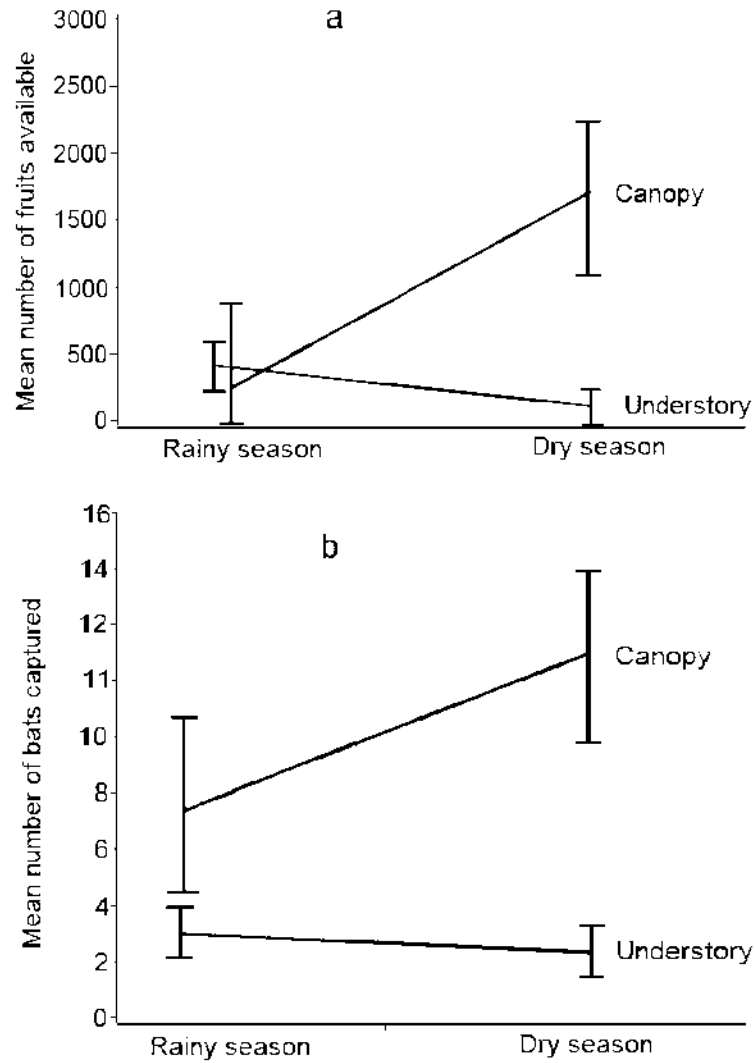 a
3000
2500
2000
1500
1000
500
0
Mean number of fruits available
Canopy
Understory
Rainy season Dry season
b
16
14
12
11
10
8
6
4
2
0
Mean number of bats captured
Canopy
Understory
Rainy season Dry season